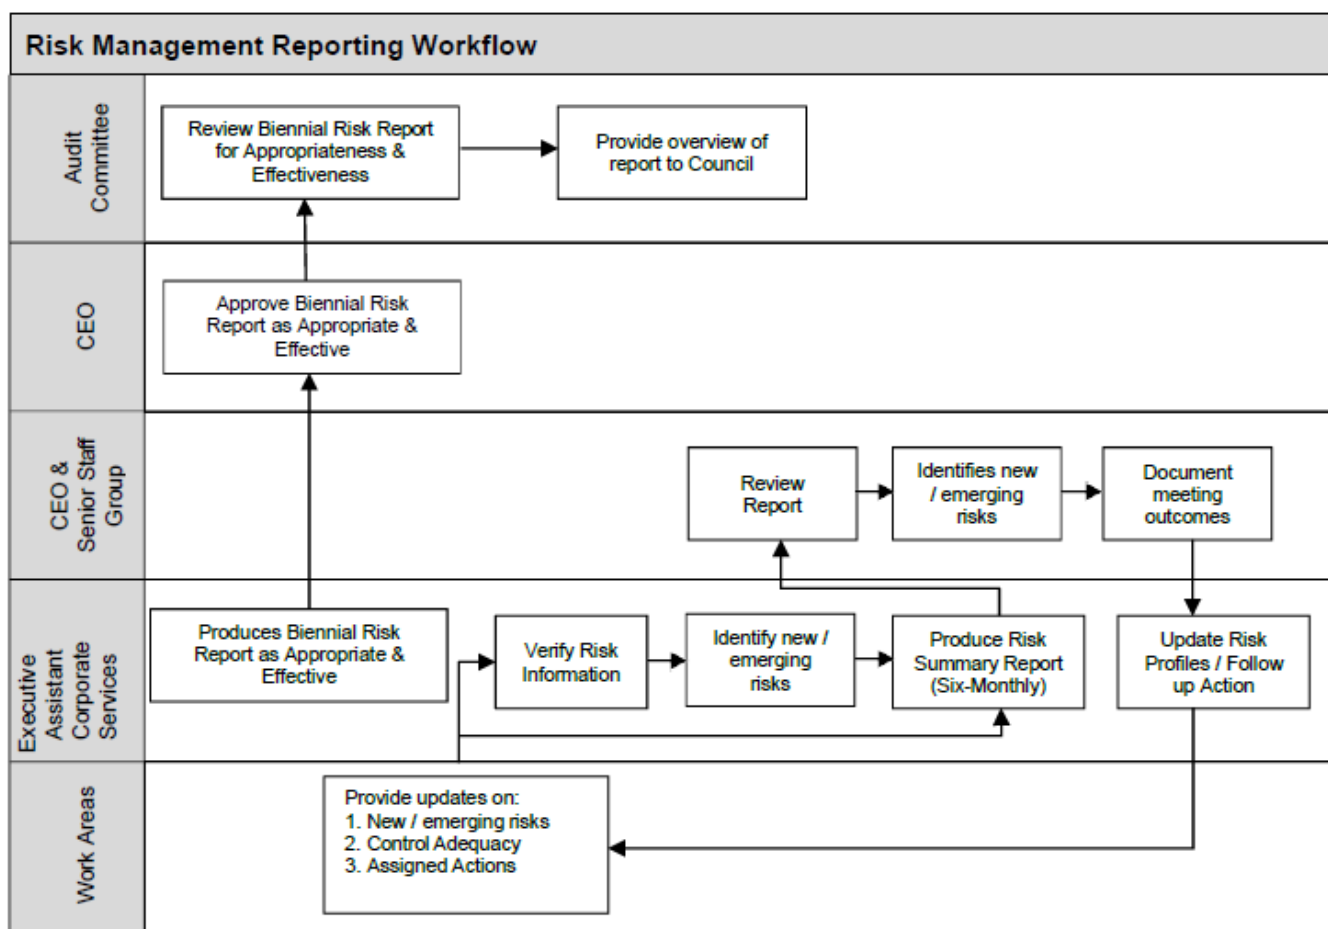 Risk Management Reporting Workflow
Audit
Committee
Review Biennial Risk Report
for Appropriateness &
Effectiveness
Provide overview of
report to Council
CEO
Approve Biennial Risk
Report as Appropriate &
Effective
CEO &
Senior Staff
Group
Review
Report
Identifies new
/ emerging
risks
Document
meeting
outcomes
Executive
Assistant
Corporate
Services
Produces Biennial Risk
Report as Appropriate &
Effective
Verify Risk
Information
Identify new /
emerging
risks
Produce Risk
Summary Report
(Six-Monthly)
Update Risk
Profiles / Follow
up Action
Work Areas
Provide updates on:
1. New / emerging risks
2. Control Adequacy
3. Assigned Actions